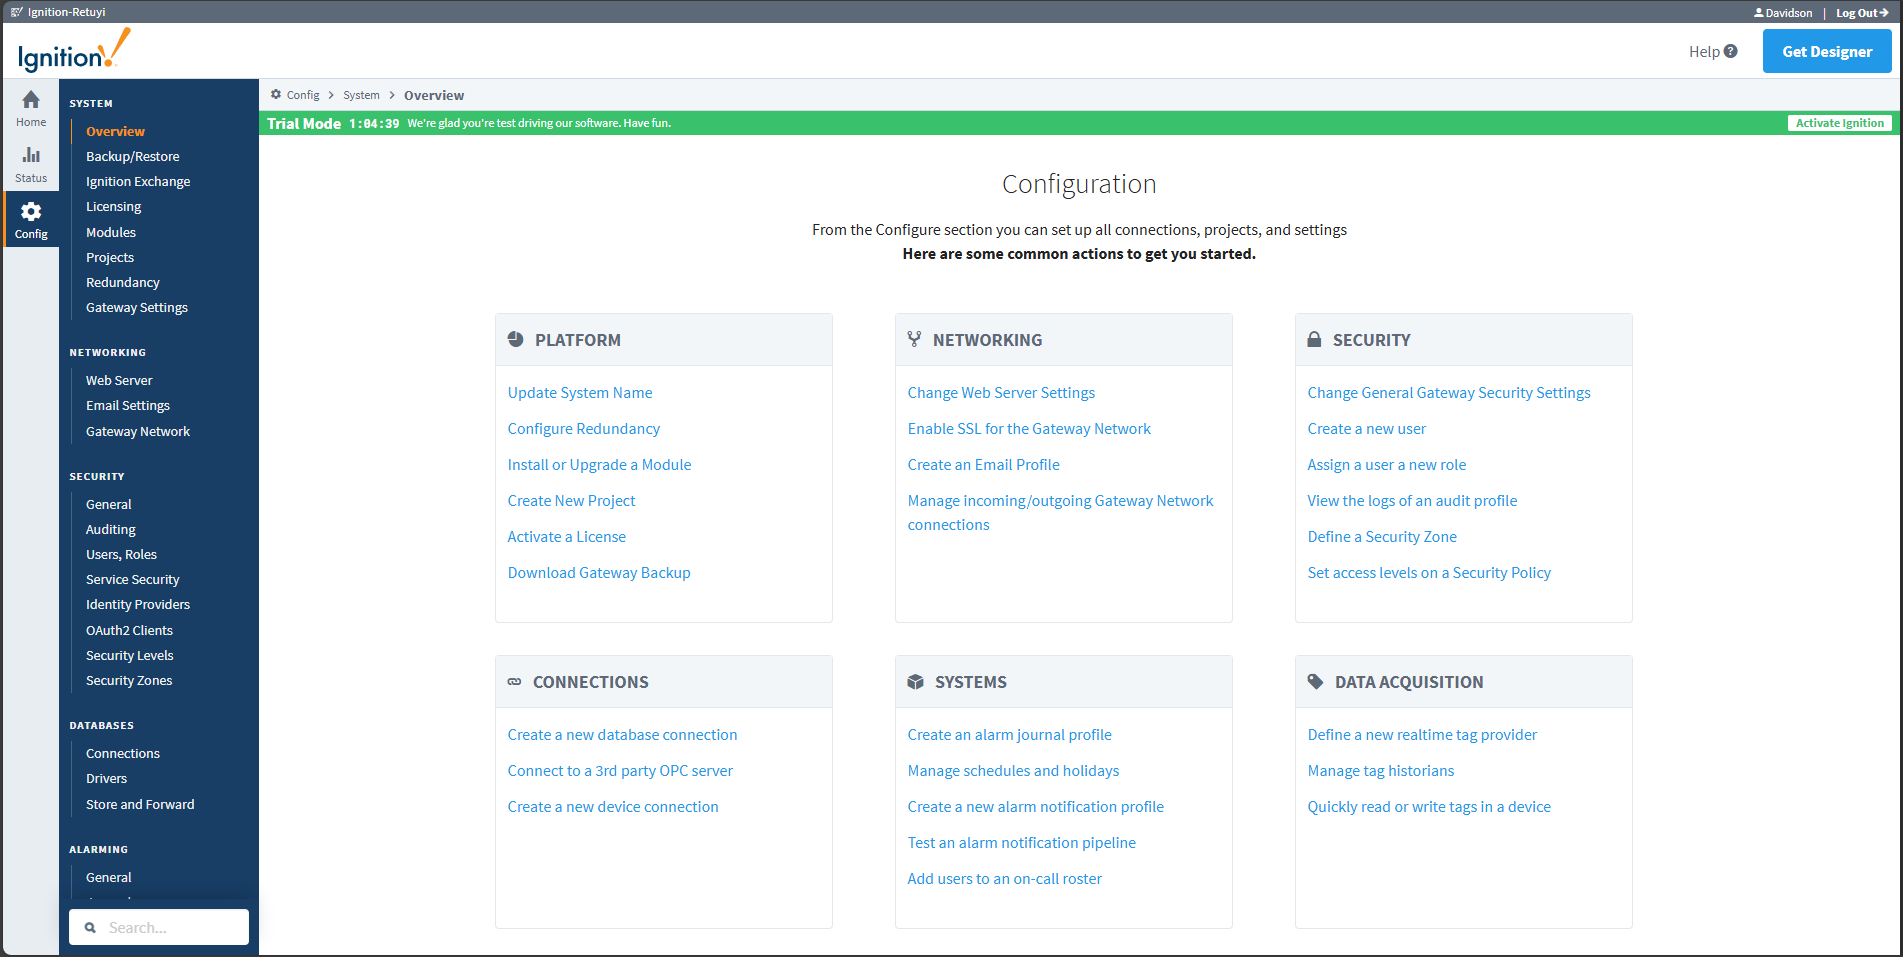 Ignition-Retuyi
Davidson | Log Out
Ignition!
Help ?
Get Designer
Home
Status
Config
SYSTEM
Overview
Backup/Restore
Ignition Exchange
Licensing
Modules
Projects
Redundancy
Gateway Settings
NETWORKING
Web Server
Email Settings
Gateway Network
SECURITY
General
Auditing
Users, Roles
Service Security
Identity Providers
OAuth2 Clients
Security Levels
Security Zones
DATABASES
Connections
Drivers
Store and Forward
ALARMING
General
Search...
Config > System > Overview
Trial Mode 1:04:39 We're glad you're test driving our software. Have fun.
Activate Ignition
Configuration
From the Configure section you can set up all connections, projects, and settings
Here are some common actions to get you started.
PLATFORM
Update System Name
Configure Redundancy
Install or Upgrade a Module
Create New Project
Activate a License
Download Gateway Backup
NETWORKING
Change Web Server Settings
Enable SSL for the Gateway Network
Create an Email Profile
Manage incoming/outgoing Gateway Network
connections
SECURITY
Change General Gateway Security Settings
Create a new user
Assign a user a new role
View the logs of an audit profile
Define a Security Zone
Set access levels on a Security Policy
CONNECTIONS
Create a new database connection
Connect to a 3rd party OPC server
Create a new device connection
SYSTEMS
Create an alarm journal profile
Manage schedules and holidays
Create a new alarm notification profile
Test an alarm notification pipeline
Add users to an on-call roster
DATA ACQUISITION
Define a new realtime tag provider
Manage tag historians
Quickly read or write tags in a device